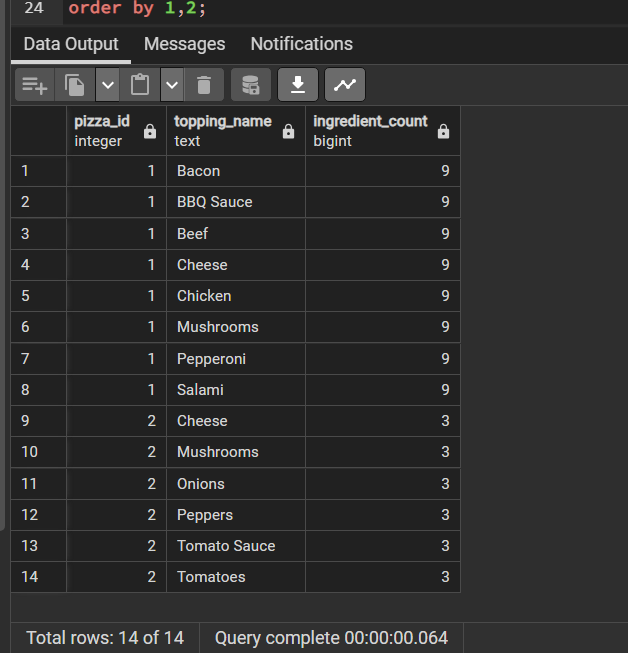 24 order by 1,2;
Data Output Messages Notifications
pizza_id topping_name ingredient_count
integer text bigint
1 1 Bacon 9
2 1 BBQ Sauce 9
3 1 Beef 9
4 1 Cheese 9
5 1 Chicken 9
6 1 Mushrooms 9
7 1 Pepperoni 9
8 1 Salami 9
9 2 Cheese 3
10 2 Mushrooms 3
11 2 Onions 3
12 2 Peppers 3
13 2 Tomato Sauce 3
14 2 Tomatoes 3
Total rows: 14 of 14 Query complete 00:00:00.064